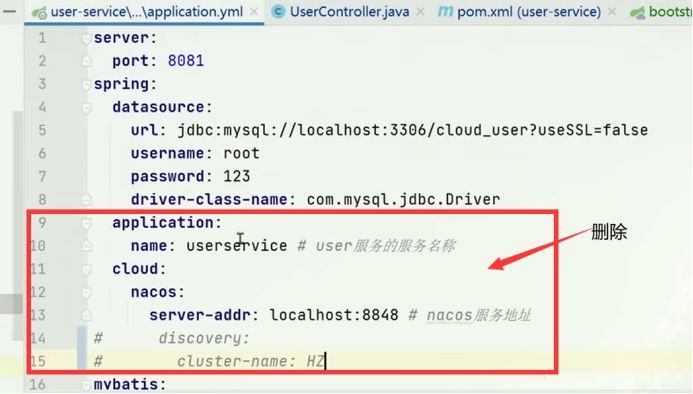 user-service\...\application.yml UserController.java pom.xml (user-service) bootstr
1 server:
2 port: 8081
3 spring:
4 datasource:
5 url: jdbc:mysql://localhost:3306/cloud_user?useSSL=false
6 username: root
7 password: 123
8 driver-class-name: com.mysql.jdbc.Driver
9 application:
10 name: userservice # user服务的服务名称
删除
11 cloud:
12 nacos:
13 server-addr: localhost:8848 # nacos服务地址
14 # discovery:
15 # cluster-name: HZ
16 mybatis: